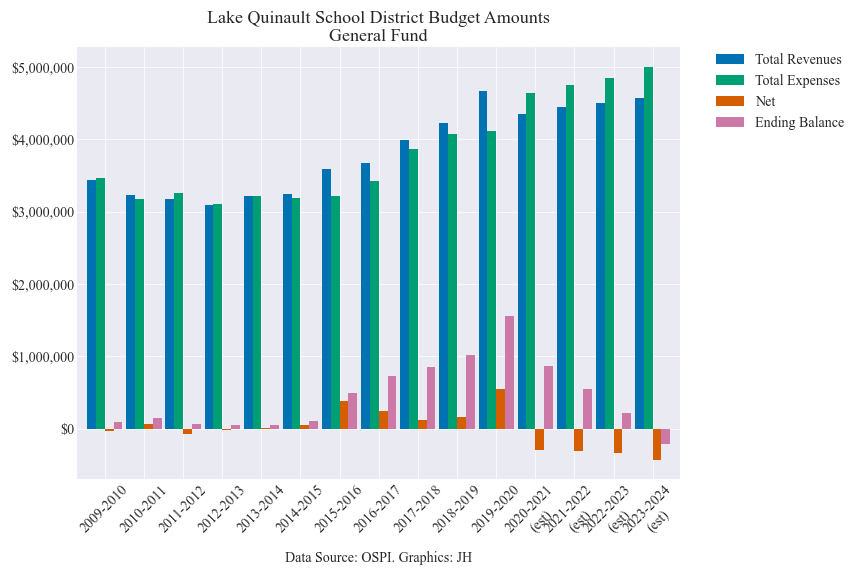 Lake Quinault School District Budget Amounts
General Fund
Total Revenues
Total Expenses
Net
Ending Balance
$5,000,000
$4,000,000
$3,000,000
$2,000,000
$1,000,000
$0
2009-2010
2010-2011
2011-2012
2012-2013
2013-2014
2014-2015
2015-2016
2016-2017
2017-2018
2018-2019
2019-2020
2020-2021
(est)
2021-2022
(est)
2022-2023
(est)
2023-2024
(est)
Data Source: OSPI. Graphics: JH